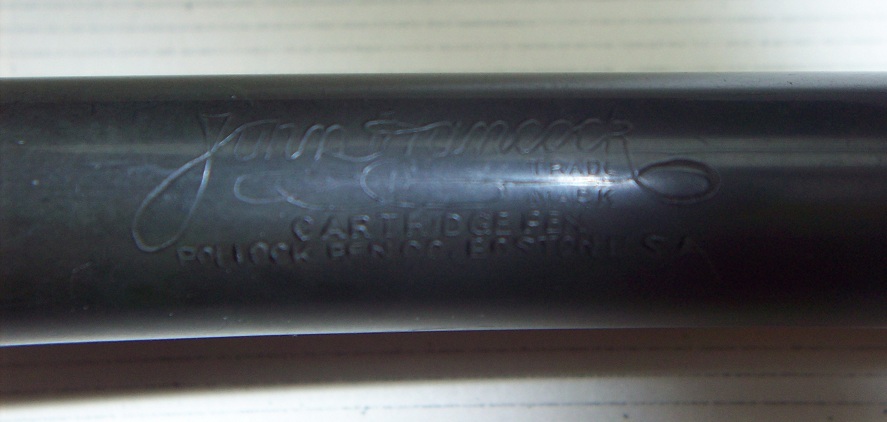 John Hancock
TRADE
MARK
CARTRIDGE PEN
POLLOCK PEN CO. BOSTON U.S.A.